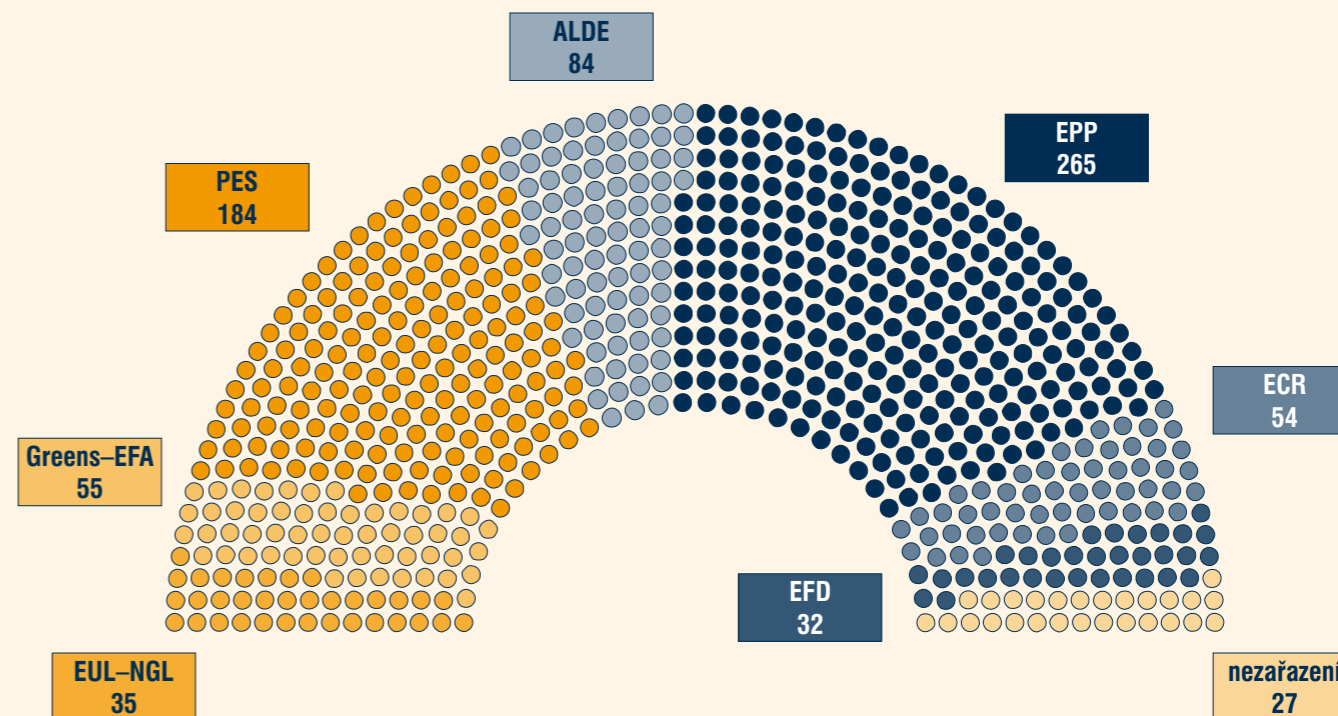 ALDE
84
EPP
265
PES
184
ECR
54
Greens–EFA
55
EFD
32
EUL–NGL
35
nezařazení
27